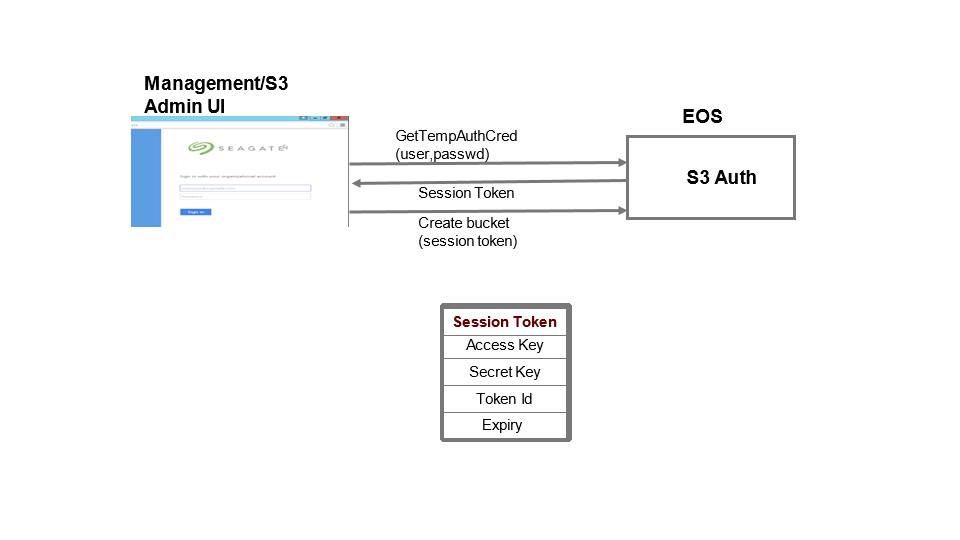 Management/S3
Admin UI
SEAGATE
Sign in with your organizational account
someone@example.com
Password
Sign in
GetTempAuthCred
(user,passwd)
Session Token
Create bucket
(session token)
EOS
S3 Auth
Session Token
Access Key
Secret Key
Token Id
Expiry